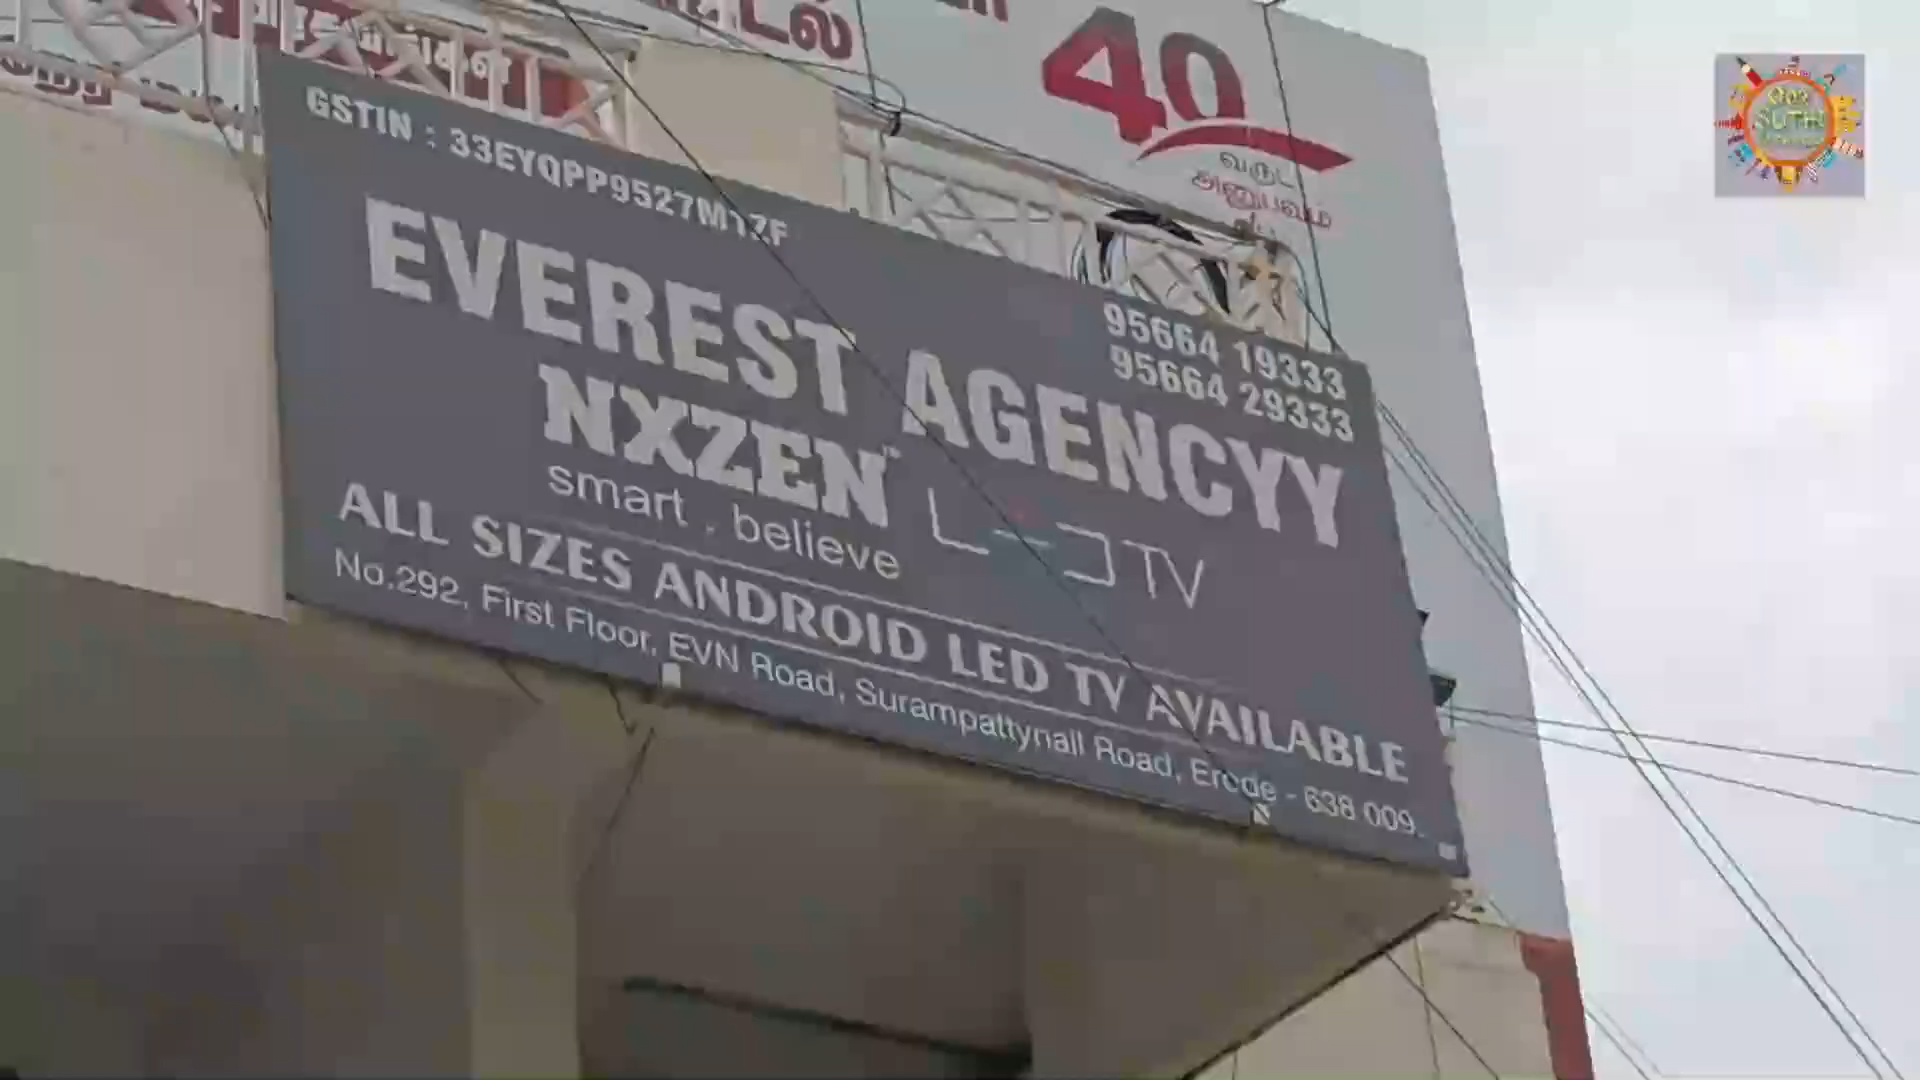 40
வருட
அனுபவம்
GSTIN : 33EYQPP9527M1ZF
95664 19333
95664 29333
EVEREST AGENCYY
NXZEN
smart . believe
TV
ALL SIZES ANDROID LED TV AVAILABLE
No.292, First Floor, EVN Road, Surampattynall Road, Erode - 638 009.